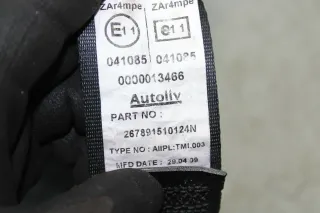 ZAr4mpe ZAr4mpe
E11 e11
041085 041085
0000013466
Autoliv
PART NO :
267891510124N
TYPE NO : AIIPL:TMI.003
MFD DATE : 29.04.09